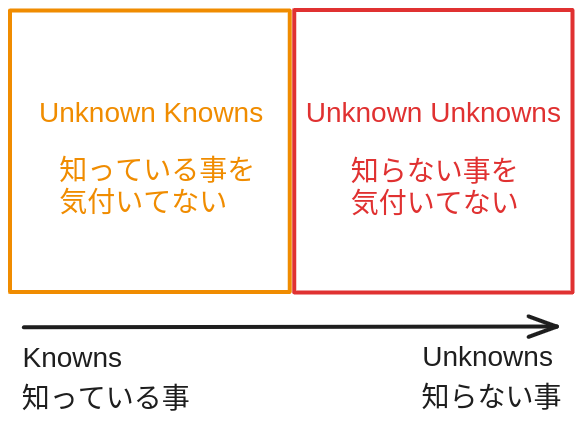 Unknown Knowns
知っている事を
気付いてない
Unknown Unknowns
知らない事を
気付いてない
Knowns
知っている事
Unknowns
知らない事